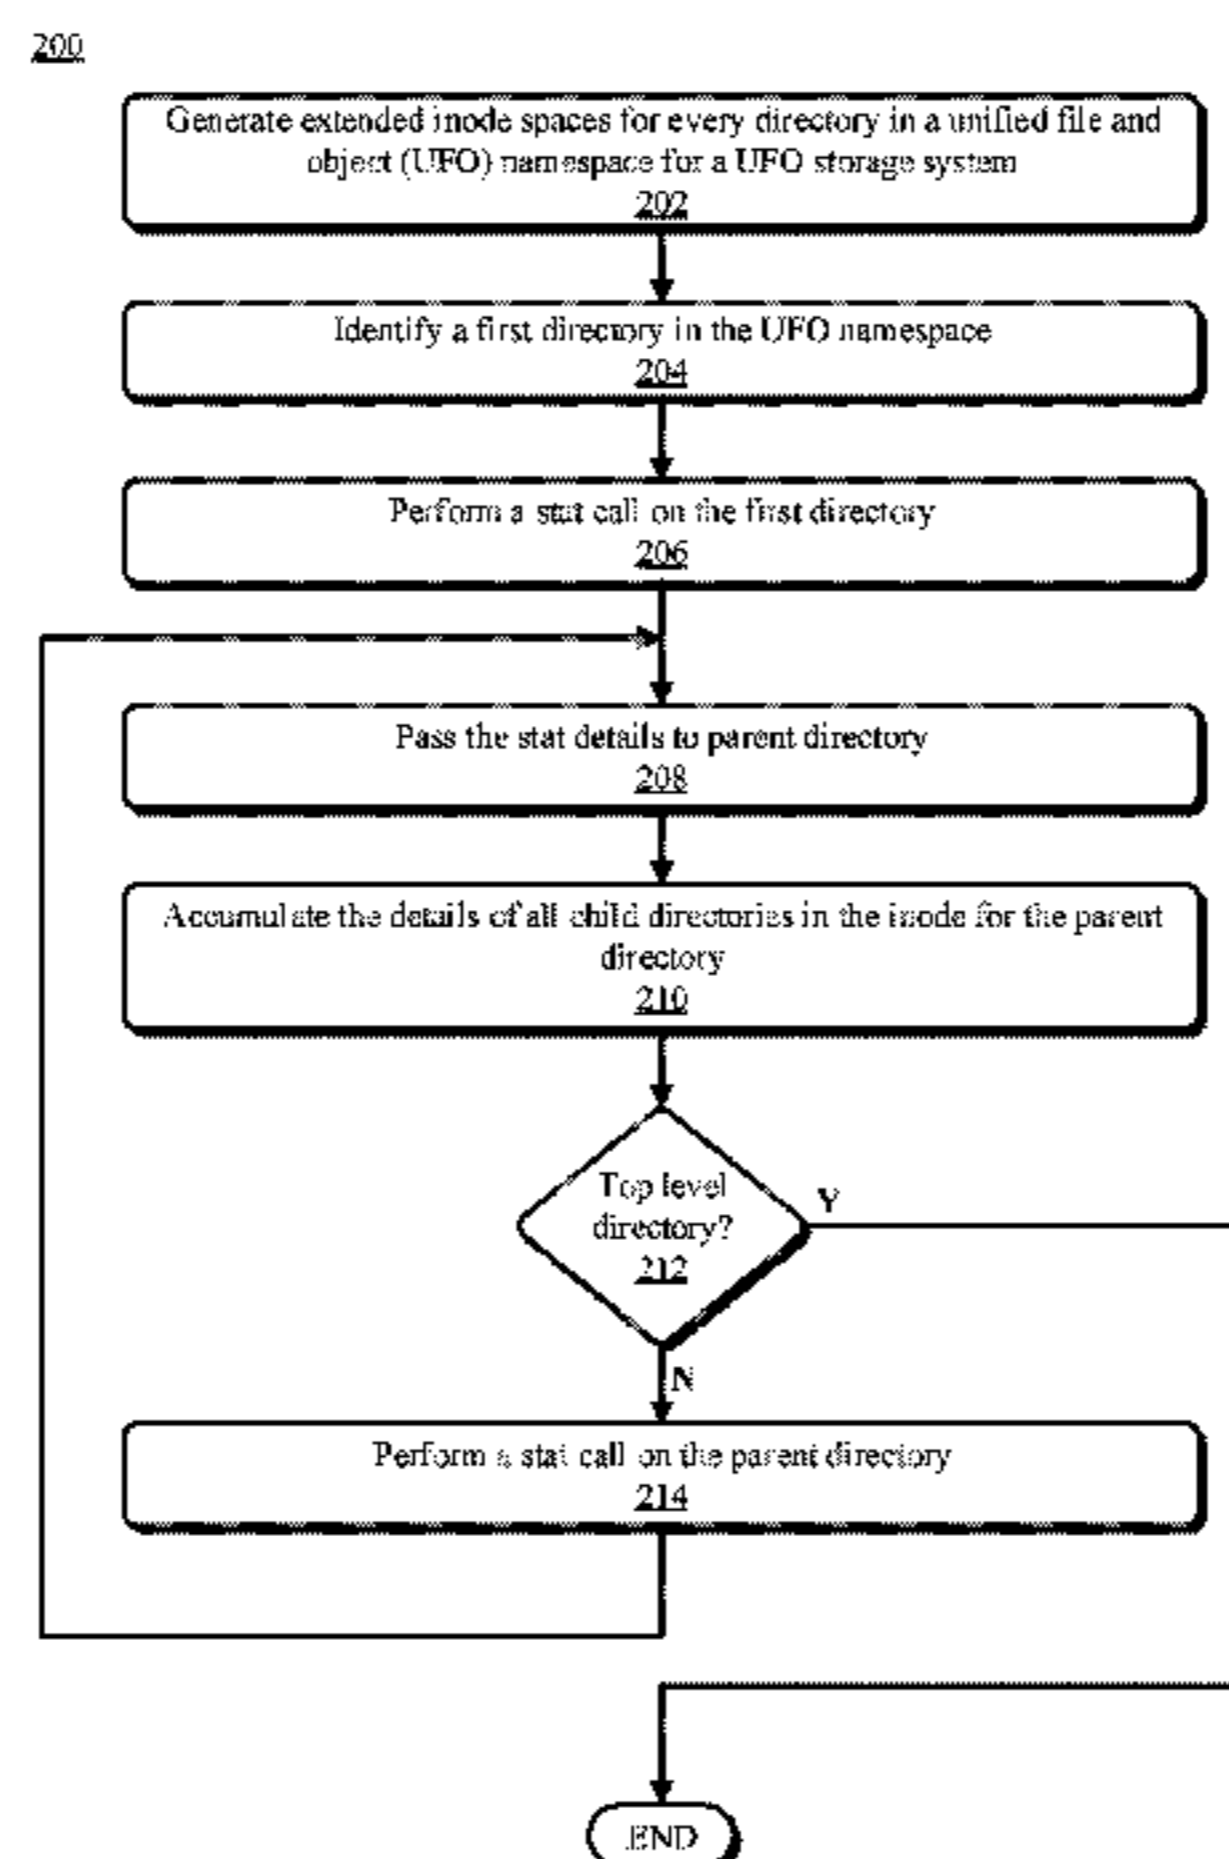 200
Generate extended inode spaces for every directory in a unified file and
object (UFO) namespace for a UFO storage system
202
Identify a first directory in the UFO namespace
204
Perform a stat call on the first directory
206
Pass the stat details to parent directory
208
Accumulate the details of all child directories in the inode for the parent
directory
210
Top level
directory?
212
Y
N
Perform a stat call on the parent directory
214
END